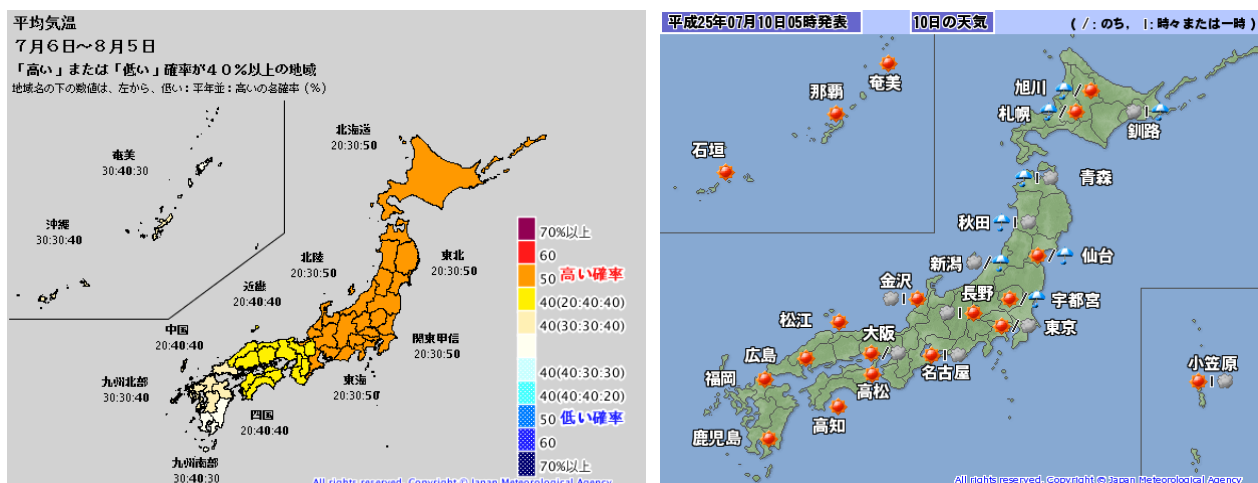 平均気温
7月6日～8月5日
「高い」または「低い」確率が40％以上の地域
地域名の下の数値は、左から、低い：平年並：高いの各確率（％）
北海道
20:30:50
奄美
30:40:30
沖縄
30:30:40
東北
20:30:50
北陸
20:30:50
近畿
20:40:40
中国
20:40:40
関東甲信
20:30:50
九州北部
30:30:40
東海
20:30:50
四国
20:40:40
九州南部
30:40:30
70%以上
60
50 高い確率
40(20:40:40)
40(30:30:40)
40(40:30:30)
40(40:40:20)
50 低い確率
60
70%以上
All rights reserved. Copyright © Japan Meteorological Agency
平成25年07月10日05時発表
10日の天気
( / : のち， | : 時々または一時 )
奄美
那覇
石垣
旭川
札幌
釧路
青森
秋田
仙台
新潟
金沢
長野
宇都宮
東京
松江
大阪
名古屋
広島
福岡
高松
高知
鹿児島
小笠原
All rights reserved. Copyright © Japan Meteorological Agency